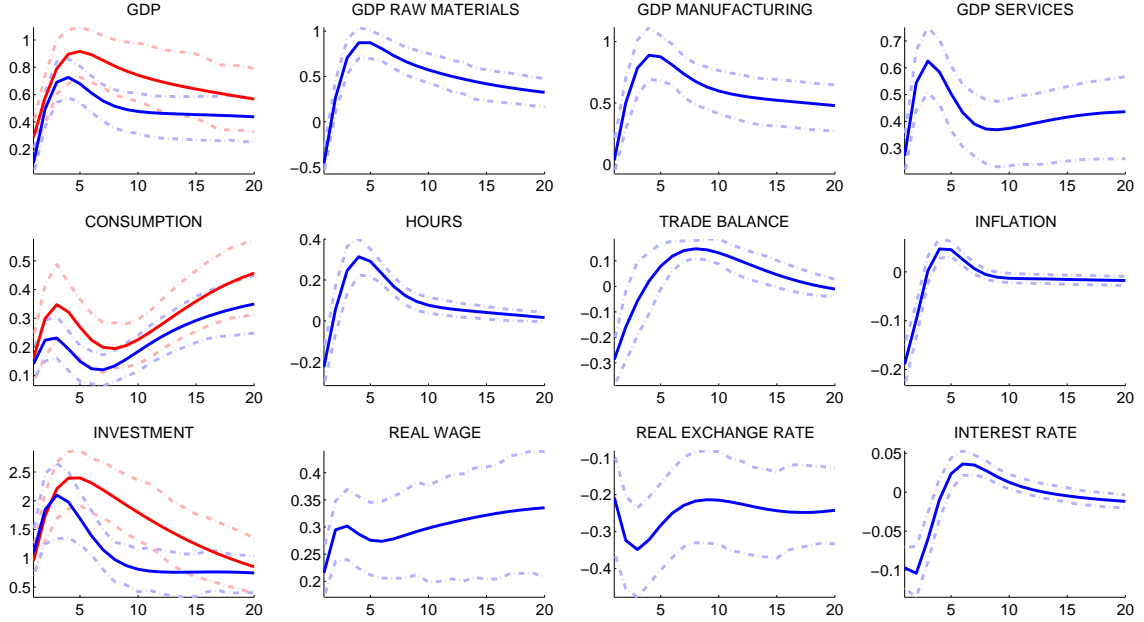 GDP
1
0.8
0.6
0.4
0.2
5 10 15 20
GDP RAW MATERIALS
1
0.5
0
−0.5
5 10 15 20
GDP MANUFACTURING
1
0.5
0
5 10 15 20
GDP SERVICES
0.7
0.6
0.5
0.4
0.3
5 10 15 20
CONSUMPTION
0.5
0.4
0.3
0.2
0.1
5 10 15 20
HOURS
0.4
0.2
0
−0.2
5 10 15 20
TRADE BALANCE
0.1
0
−0.1
−0.2
−0.3
5 10 15 20
INFLATION
0
−0.1
−0.2
5 10 15 20
INVESTMENT
2.5
2
1.5
1
0.5
5 10 15 20
REAL WAGE
0.4
0.35
0.3
0.25
0.2
5 10 15 20
REAL EXCHANGE RATE
−0.1
−0.2
−0.3
−0.4
5 10 15 20
INTEREST RATE
0.05
0
−0.05
−0.1
5 10 15 20